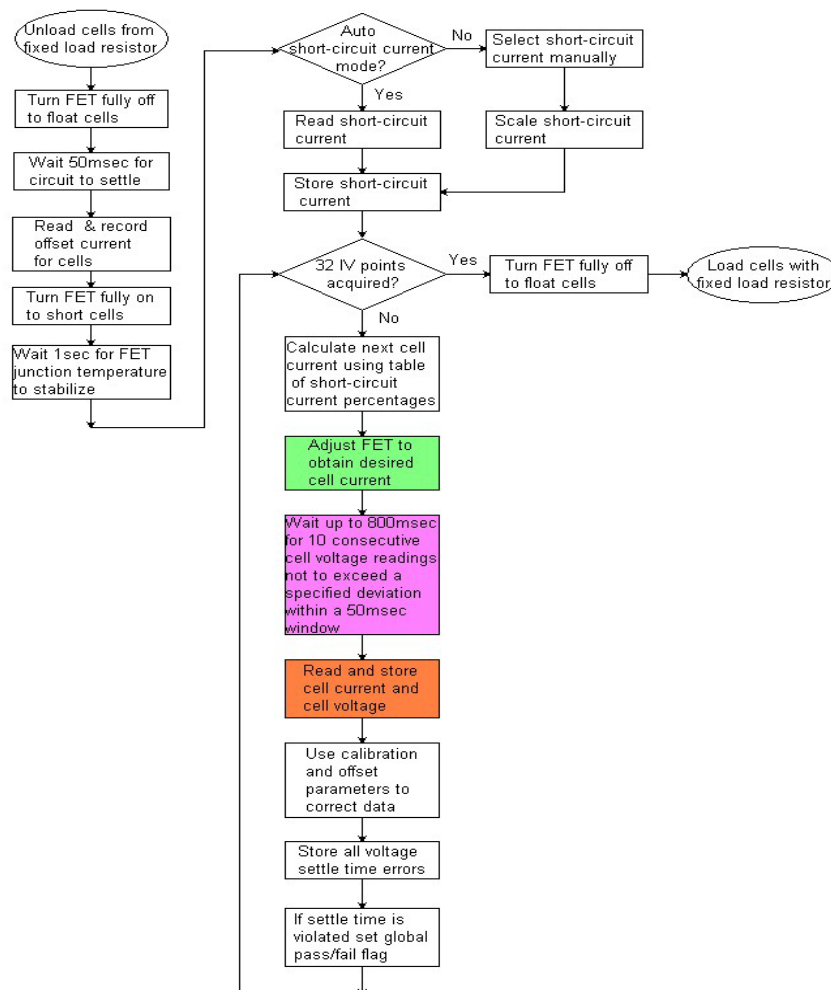 Unload cells from
fixed load resistor
Turn FET fully off
to float cells
Wait 50msec for
circuit to settle
Read & record
offset current
for cells
Turn FET fully on
to short cells
Wait 1sec for FET
junction temperature
to stabilize
Auto
short-circuit current
mode?
No
Select short-circuit
current manually
Yes
Read short-circuit
current
Scale short-circuit
current
Store short-circuit
current
32 IV points
acquired?
Yes
Turn FET fully off
to float cells
Load cells with
fixed load resistor
No
Calculate next cell
current using table
of short-circuit
current percentages
Adjust FET to
obtain desired
cell current
Wait up to 800msec
for 10 consecutive
cell voltage readings
not to exceed a
specified deviation
within a 50msec
window
Read and store
cell current and
cell voltage
Use calibration
and offset
parameters to
correct data
Store all voltage
settle time errors
If settle time is
violated set global
pass/fail flag